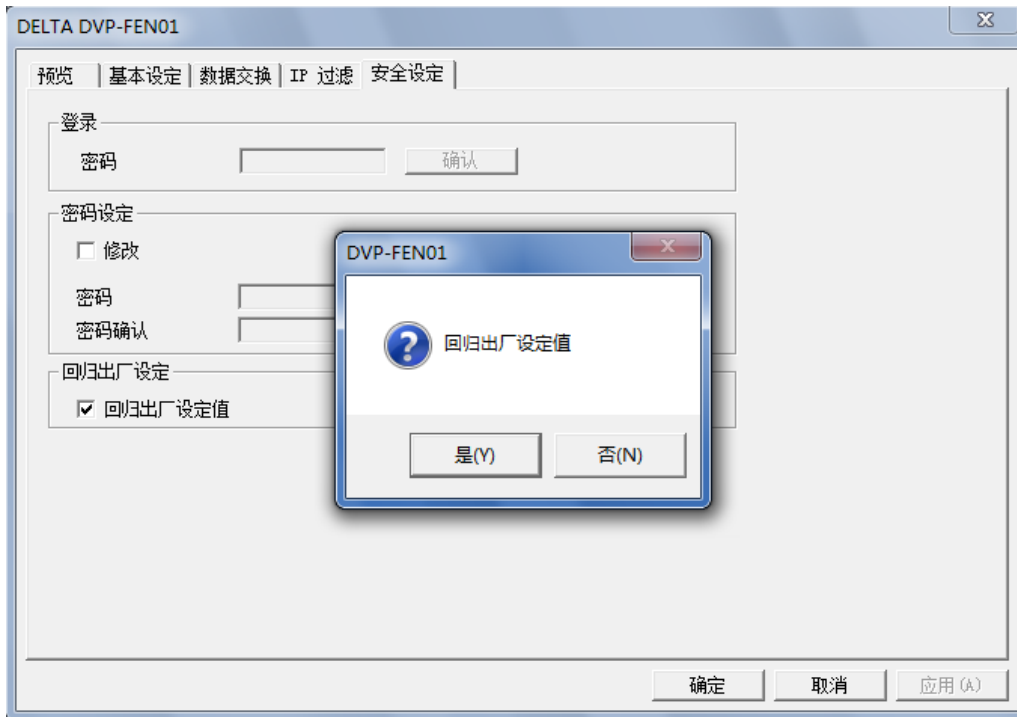 DELTA DVP-FEN01
预览 基本设定 数据交换 IP 过滤 安全设定
登录
密码 确认
密码设定
修改
密码
密码确认
回归出厂设定
回归出厂设定值
DVP-FEN01
回归出厂设定值
是(Y) 否(N)
确定 取消 应用(A)